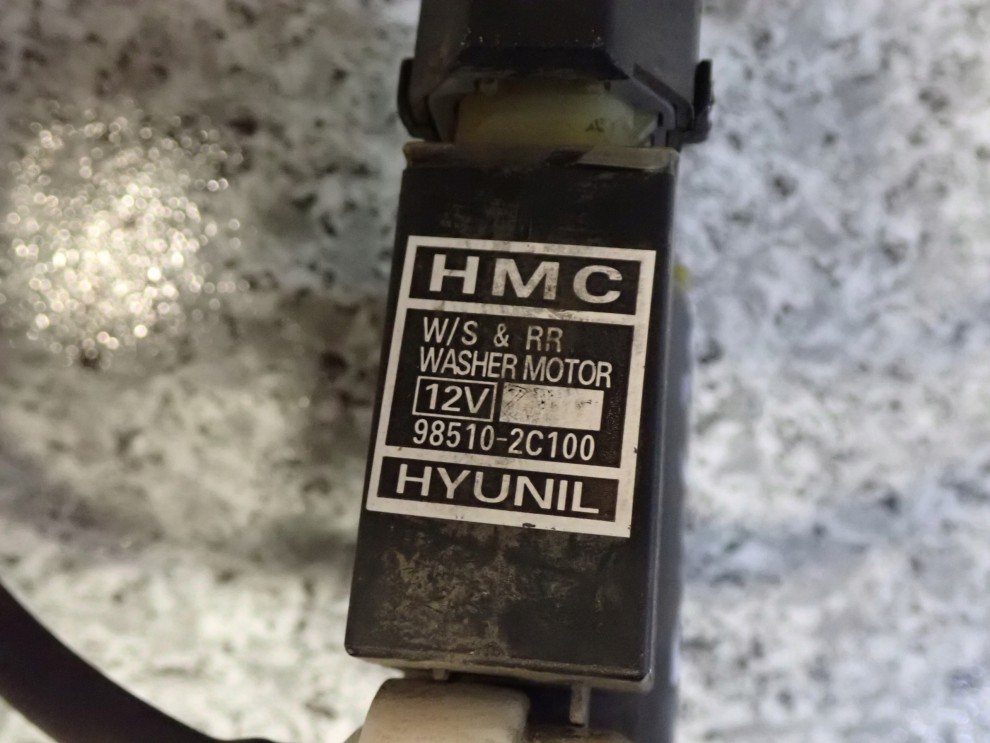 HMC
W/S & RR
WASHER MOTOR
12V
98510-2C100
HYUNIL